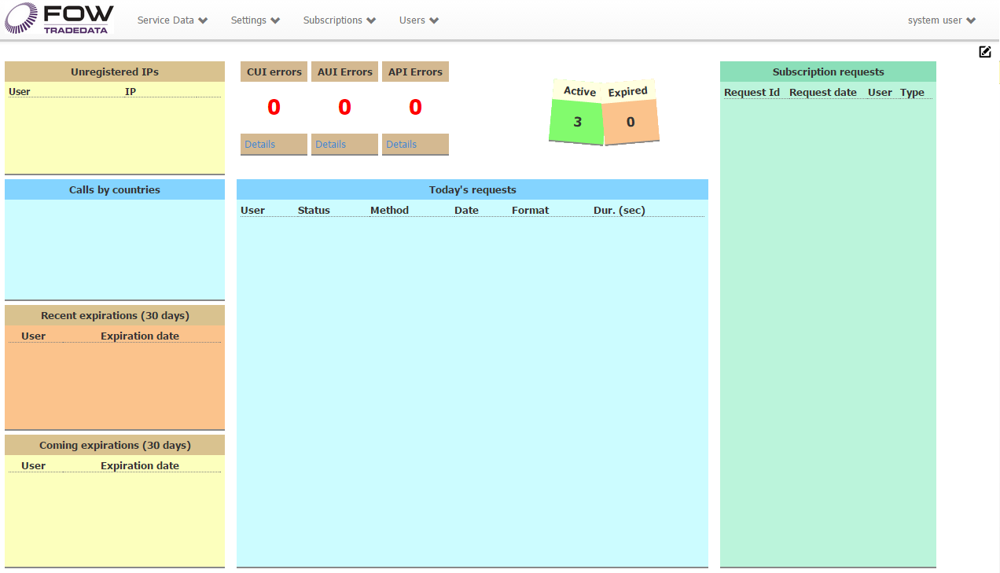 FOW
TRADEDATA
Service Data
Settings
Subscriptions
Users
system user
Unregistered IPs
User IP
CUI errors
0
Details
AUI Errors
0
Details
API Errors
0
Details
Active
3
Expired
0
Subscription requests
Request Id Request date User Type
Calls by countries
Today's requests
User Status Method Date Format Dur. (sec)
Recent expirations (30 days)
User Expiration date
Coming expirations (30 days)
User Expiration date